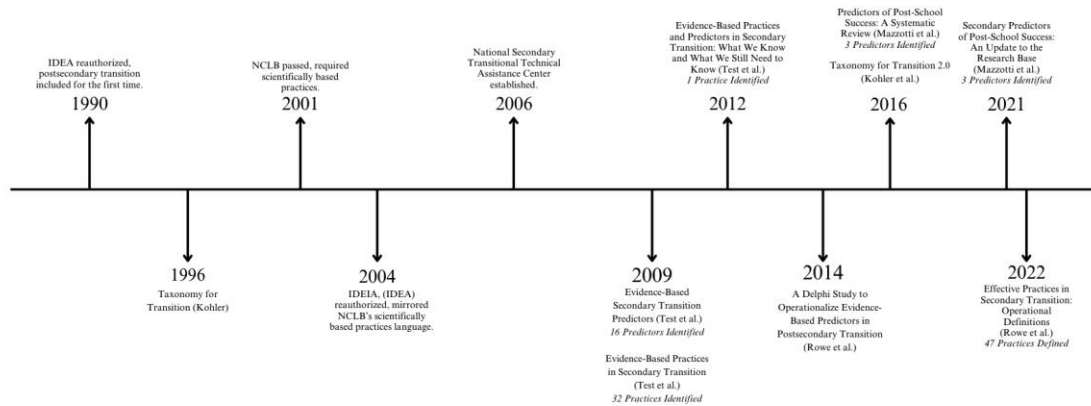 IDEA reauthorized,
postsecondary transition
included for the first time.
1990
NCLB passed, required
scientifically based
practices.
2001
National Secondary
Transitional Technical
Assistance Center
established.
2006
Evidence-Based Practices
and Predictors in Secondary
Transition: What We Know
and What We Still Need to
Know (Test et al.)
1 Practice Identified
2012
Predictors of Post-School
Success: A Systematic
Review (Mazzotti et al.)
3 Predictors Identified
Taxonomy for Transition 2.0
(Kohler et al.)
2016
Secondary Predictors
of Post-School Success:
An Update to the
Research Base
(Mazzotti et al.)
3 Predictors Identified
2021
1996
Taxonomy for
Transition (Kohler)
2004
IDEIA, (IDEA)
reauthorized, mirrored
NCLB's scientifically
based practices language.
2009
Evidence-Based
Secondary Transition
Predictors (Test et al.)
16 Predictors Identified
Evidence-Based Practices
in Secondary Transition
(Test et al.)
32 Practices Identified
2014
A Delphi Study to
Operationalize Evidence-
Based Predictors in
Postsecondary Transition
(Rowe et al.)
2022
Effective Practices in
Secondary Transition:
Operational
Definitions
(Rowe et al.)
47 Practices Defined